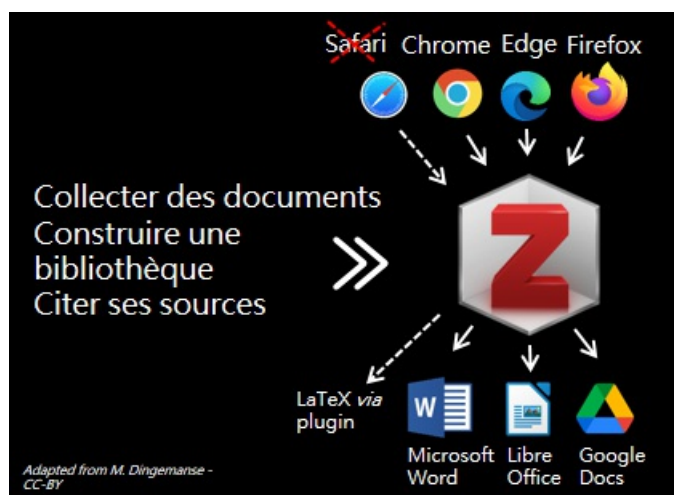 Safari Chrome Edge Firefox
Collecter des documents
Construire une
bibliothèque
Citer ses sources
Z
LaTeX via
plugin
W
Microsoft
Word
Libre
Office
Google
Docs
Adapted from M. Dingemanse -
CC-BY